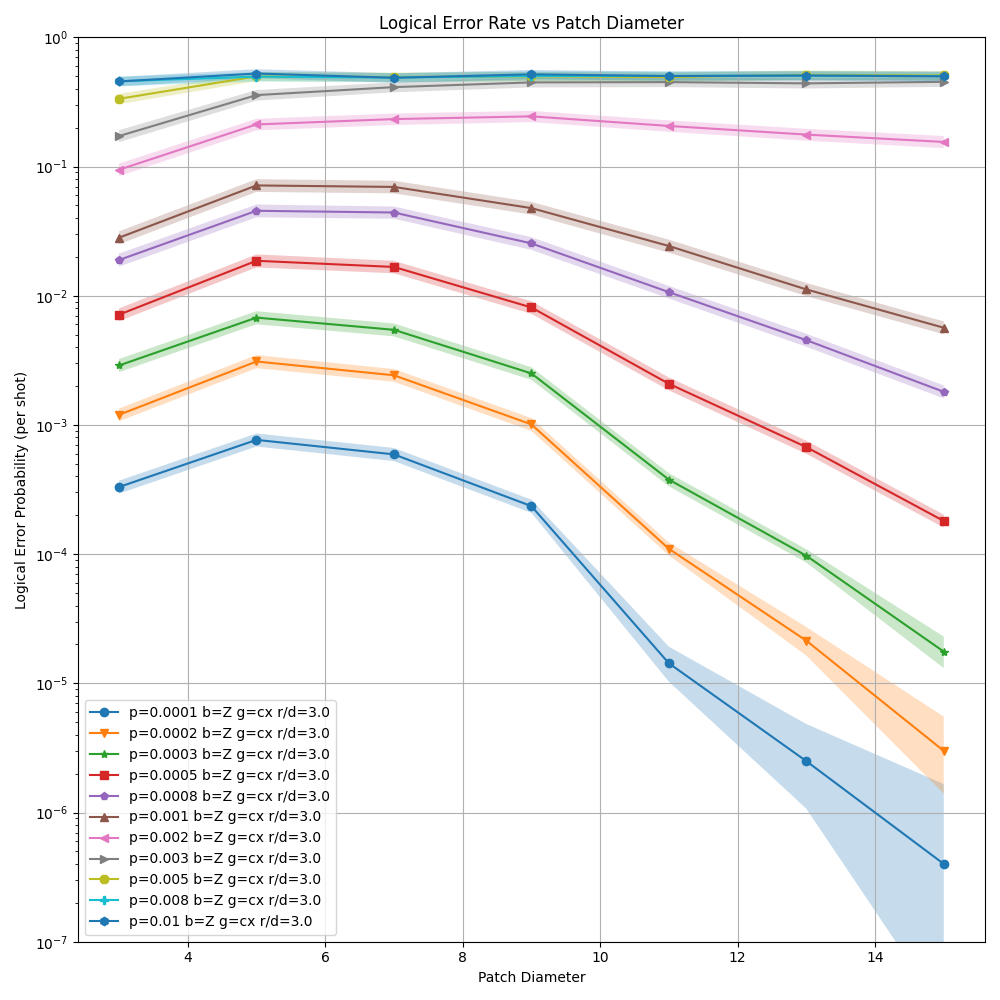 Logical Error Rate vs Patch Diameter
Logical Error Probability (per shot)
10^0
10^-1
10^-2
10^-3
10^-4
10^-5
10^-6
10^-7
p=0.0001 b=Z g=cx r/d=3.0
p=0.0002 b=Z g=cx r/d=3.0
p=0.0003 b=Z g=cx r/d=3.0
p=0.0005 b=Z g=cx r/d=3.0
p=0.0008 b=Z g=cx r/d=3.0
p=0.001 b=Z g=cx r/d=3.0
p=0.002 b=Z g=cx r/d=3.0
p=0.003 b=Z g=cx r/d=3.0
p=0.005 b=Z g=cx r/d=3.0
p=0.008 b=Z g=cx r/d=3.0
p=0.01 b=Z g=cx r/d=3.0
4 6 8 10 12 14
Patch Diameter